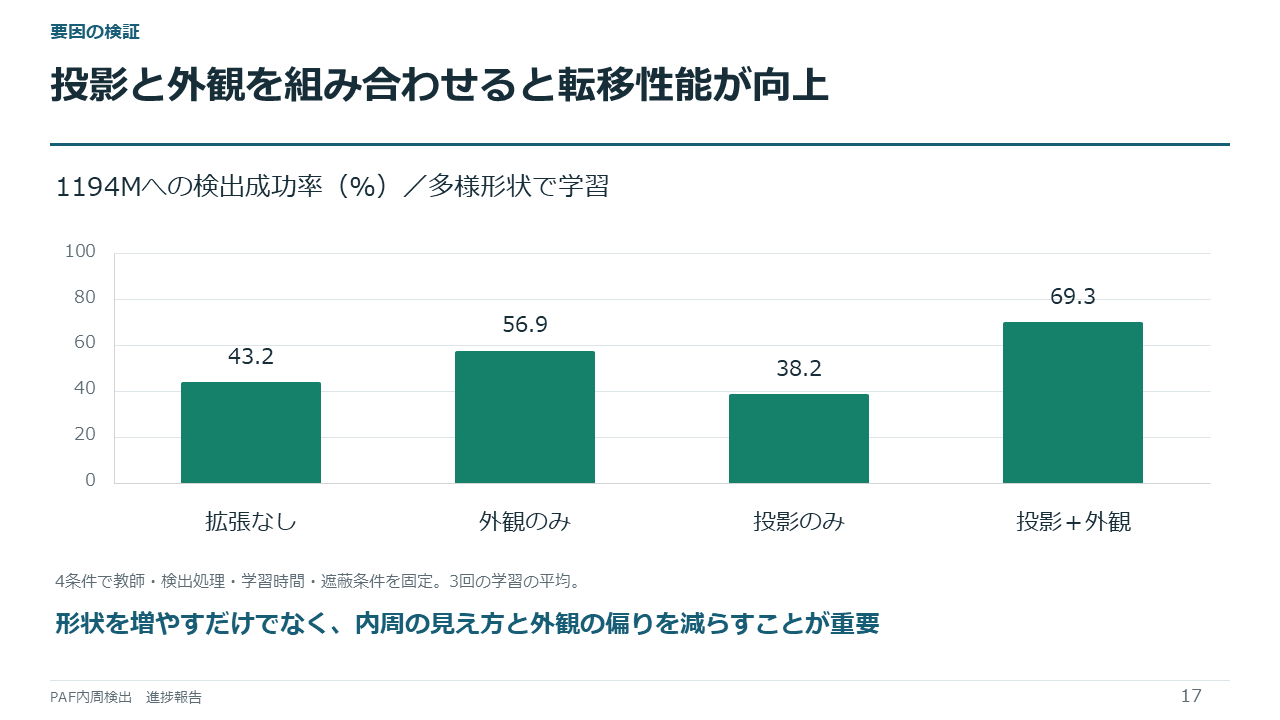 要因の検証
投影と外観を組み合わせると転移性能が向上
1194Mへの検出成功率（%）／多様形状で学習
100
80
60
40
20
0
43.2
56.9
38.2
69.3
拡張なし
外観のみ
投影のみ
投影＋外観
4条件で教師・検出処理・学習時間・遮蔽条件を固定。3回の学習の平均。
形状を増やすだけでなく、内周の見え方と外観の偏りを減らすことが重要
PAF内周検出　進捗報告
17